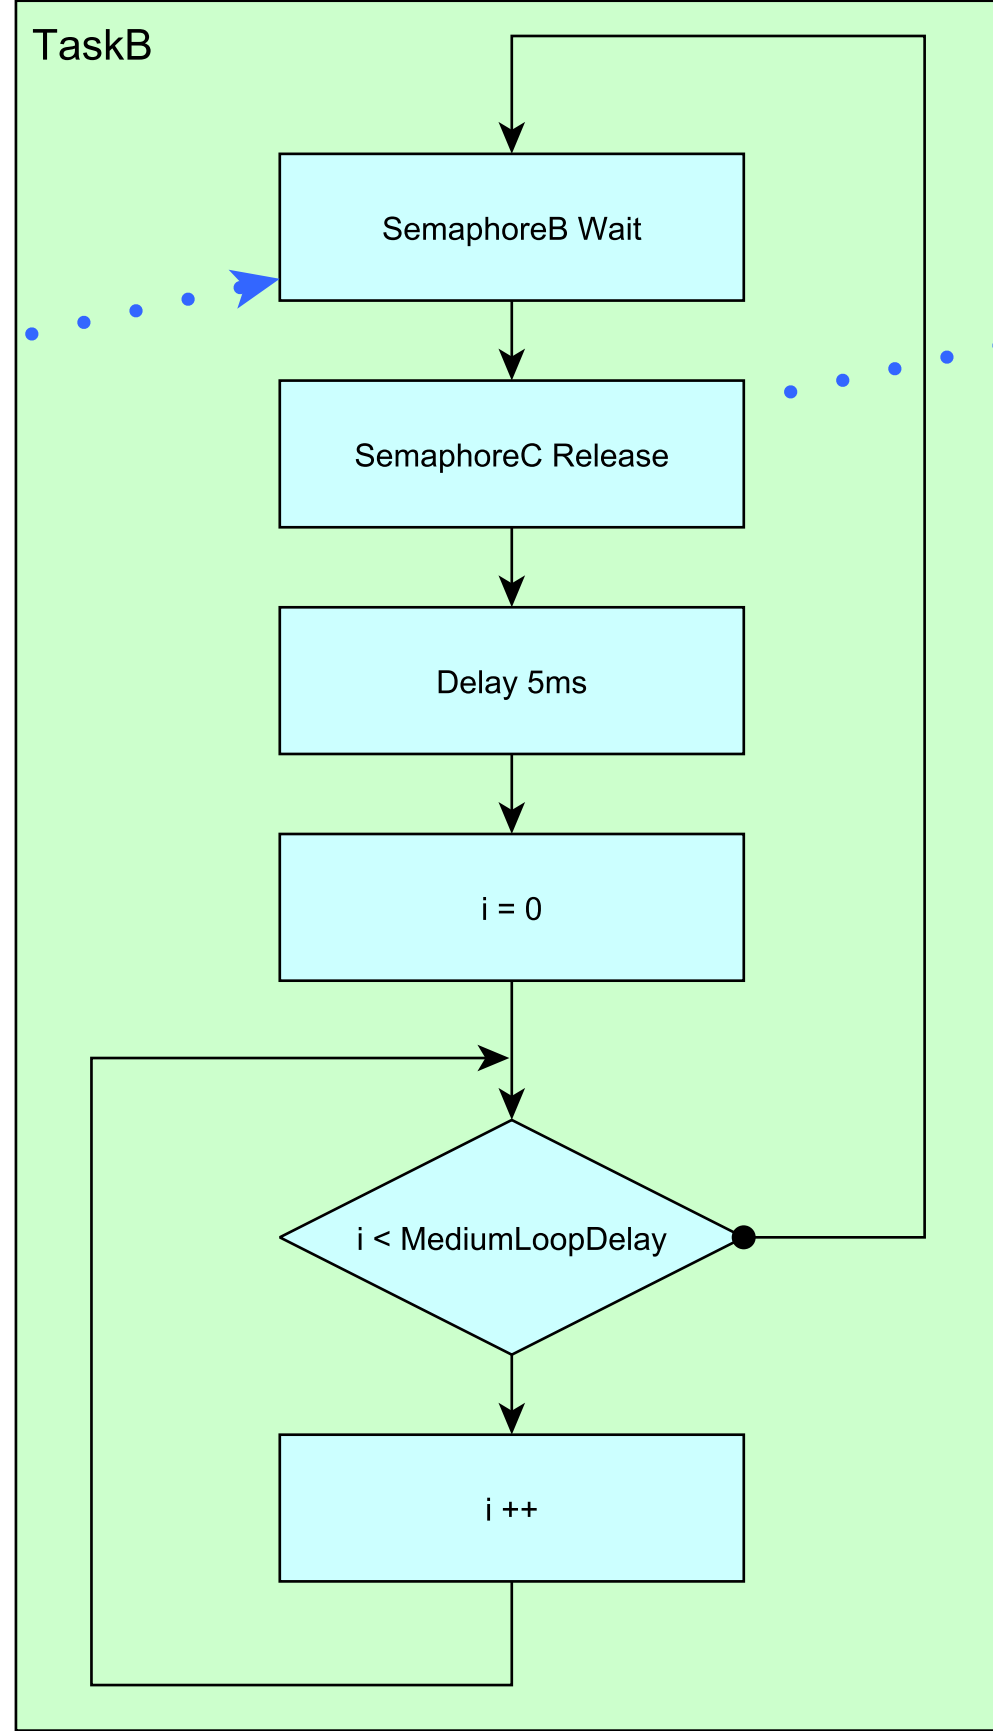 TaskB
SemaphoreB Wait
SemaphoreC Release
Delay 5ms
i = 0
i < MediumLoopDelay
i ++